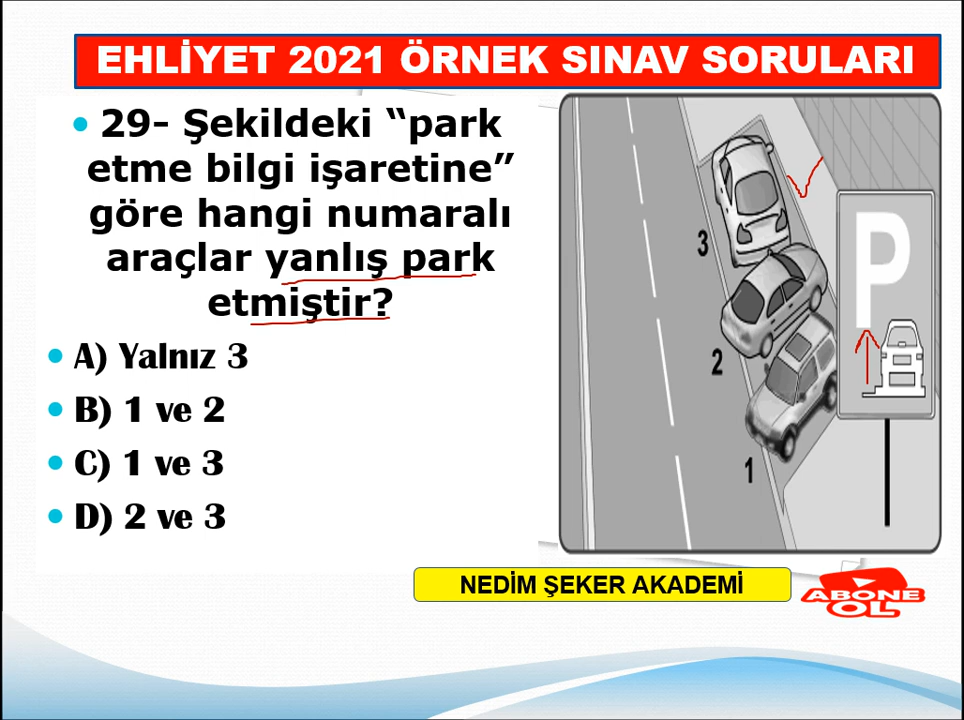 EHLİYET 2021 ÖRNEK SINAV SORULARI
29- Şekildeki “park
etme bilgi işaretine”
göre hangi numaralı
araçlar yanlış park
etmiştir?
A) Yalnız 3
B) 1 ve 2
C) 1 ve 3
D) 2 ve 3
3
2
1
P
NEDİM ŞEKER AKADEMİ
ABONE
OL